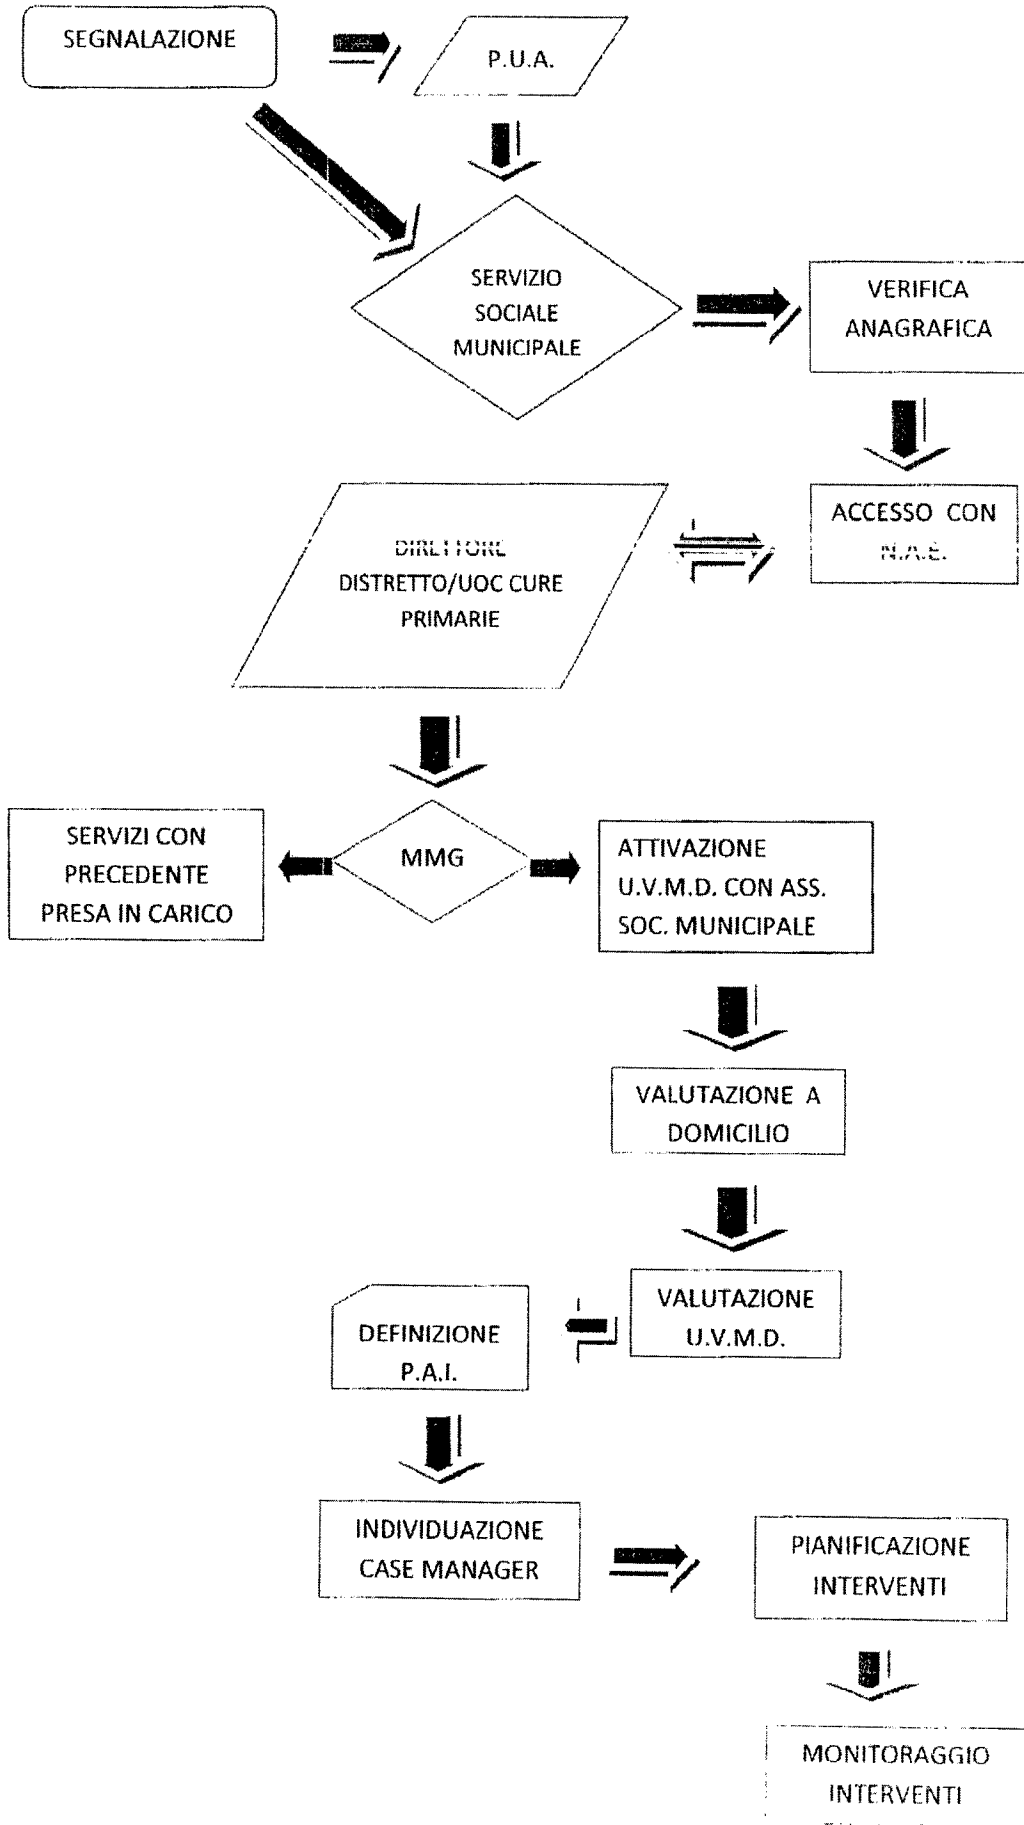 SEGNALAZIONE
P.U.A.
SERVIZIO
SOCIALE
MUNICIPALE
VERIFICA
ANAGRAFICA
ACCESSO CON
N.A.E.
DIRETTORE
DISTRETTO/UOC CURE
PRIMARIE
SERVIZI CON
PRECEDENTE
PRESA IN CARICO
MMG
ATTIVAZIONE
U.V.M.D. CON ASS.
SOC. MUNICIPALE
VALUTAZIONE A
DOMICILIO
VALUTAZIONE
U.V.M.D.
DEFINIZIONE
P.A.I.
INDIVIDUAZIONE
CASE MANAGER
PIANIFICAZIONE
INTERVENTI
MONITORAGGIO
INTERVENTI